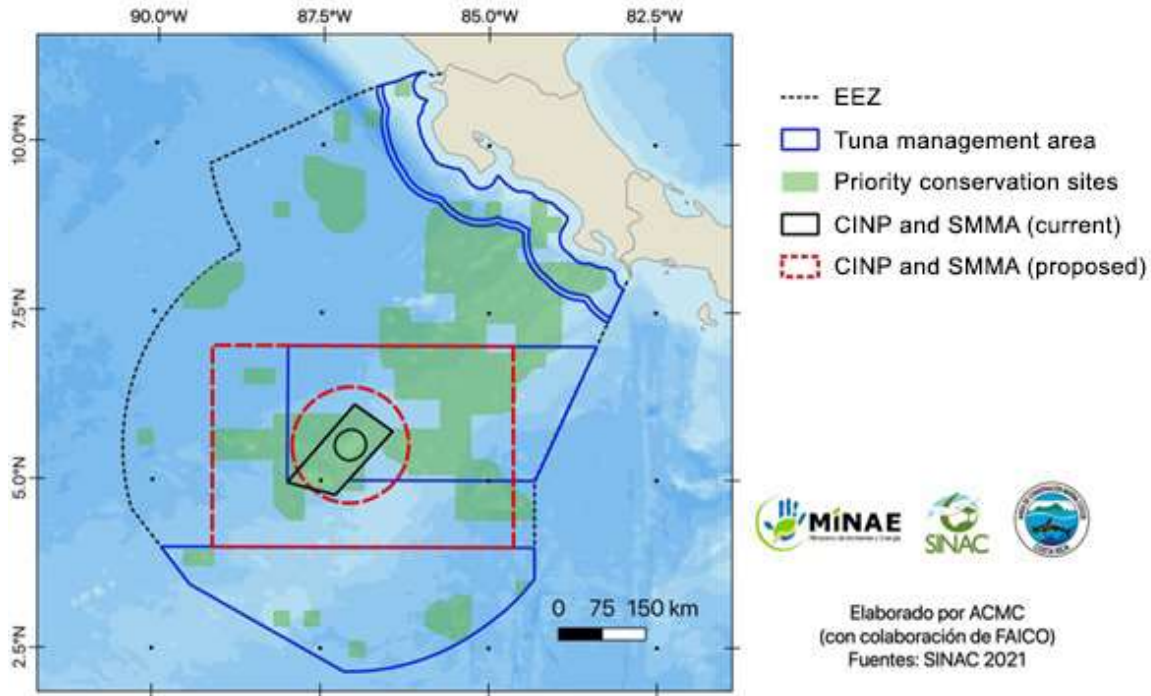 90.0°W 87.5°W 85.0°W 82.5°W
10.0°N
7.5°N
5.0°N
2.5°N
0 75 150 km
EEZ
Tuna management area
Priority conservation sites
CINP and SMMA (current)
CINP and SMMA (proposed)
MiNAE
SINAC
Elaborado por ACMC
(con colaboración de FAICO)
Fuentes: SINAC 2021